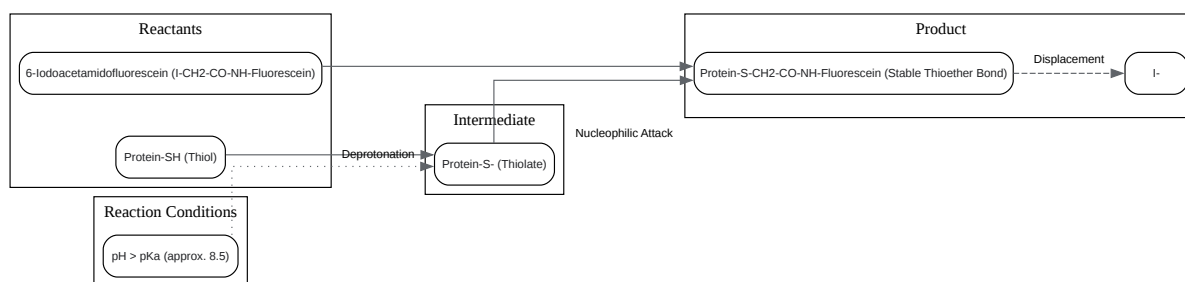 Reactants
6-Iodoacetamidofluorescein (I-CH2-CO-NH-Fluorescein)
Protein-SH (Thiol)
Reaction Conditions
pH > pKa (approx. 8.5)
Deprotonation
Intermediate
Protein-S- (Thiolate)
Nucleophilic Attack
Product
Protein-S-CH2-CO-NH-Fluorescein (Stable Thioether Bond)
Displacement
I-